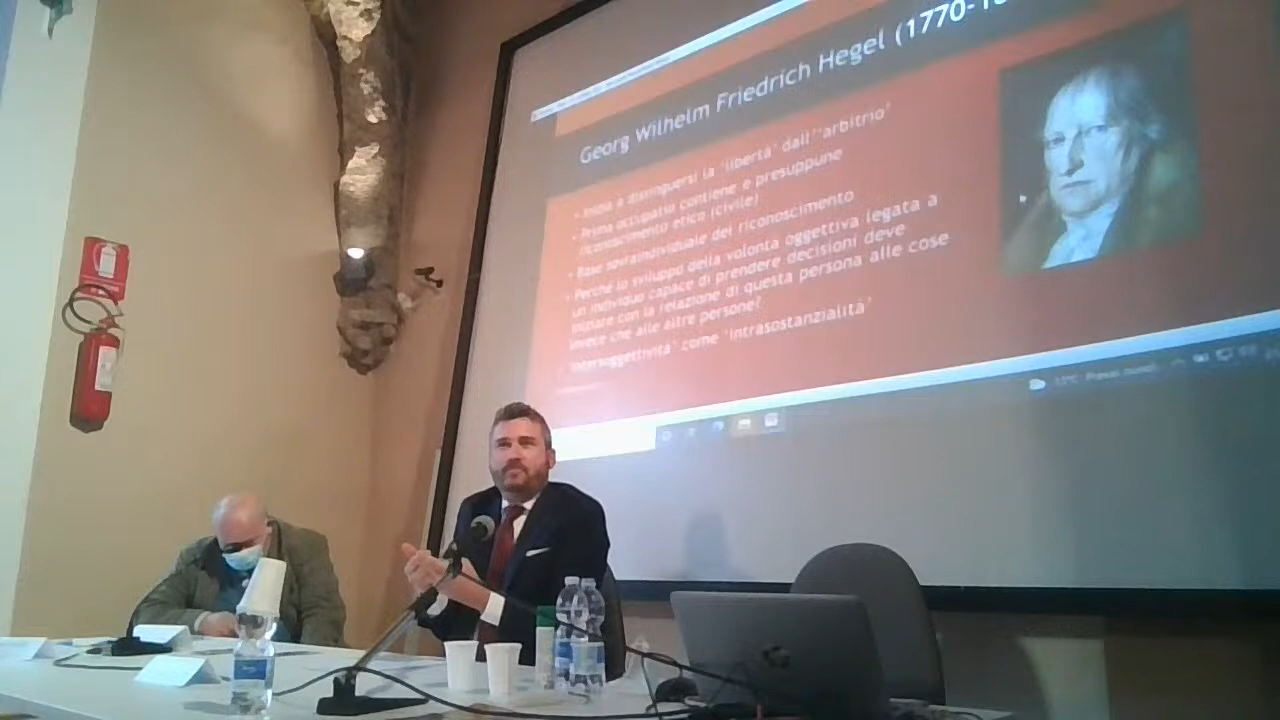 Georg Wilhelm Friedrich Hegel (1770-1
Inizia a distinguersi la 'libertà' dall''arbitrio'
Prima occupatio contiene e presuppune
riconoscimento etico (civile)
Base sovraindividuale del riconoscimento
Perché lo sviluppo della volontà oggettiva legata a
un individuo capace di prendere decisioni deve
iniziare con la relazione di questa persona alle cose
invece che alle altre persone?
'Intersoggettività' come 'intrasostanzialità'